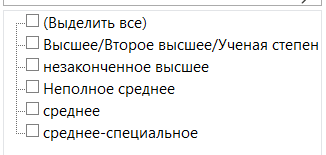 (Выделить все)
Высшее/Второе высшее/Ученая степен
незаконченное высшее
Неполное среднее
среднее
среднее-специальное